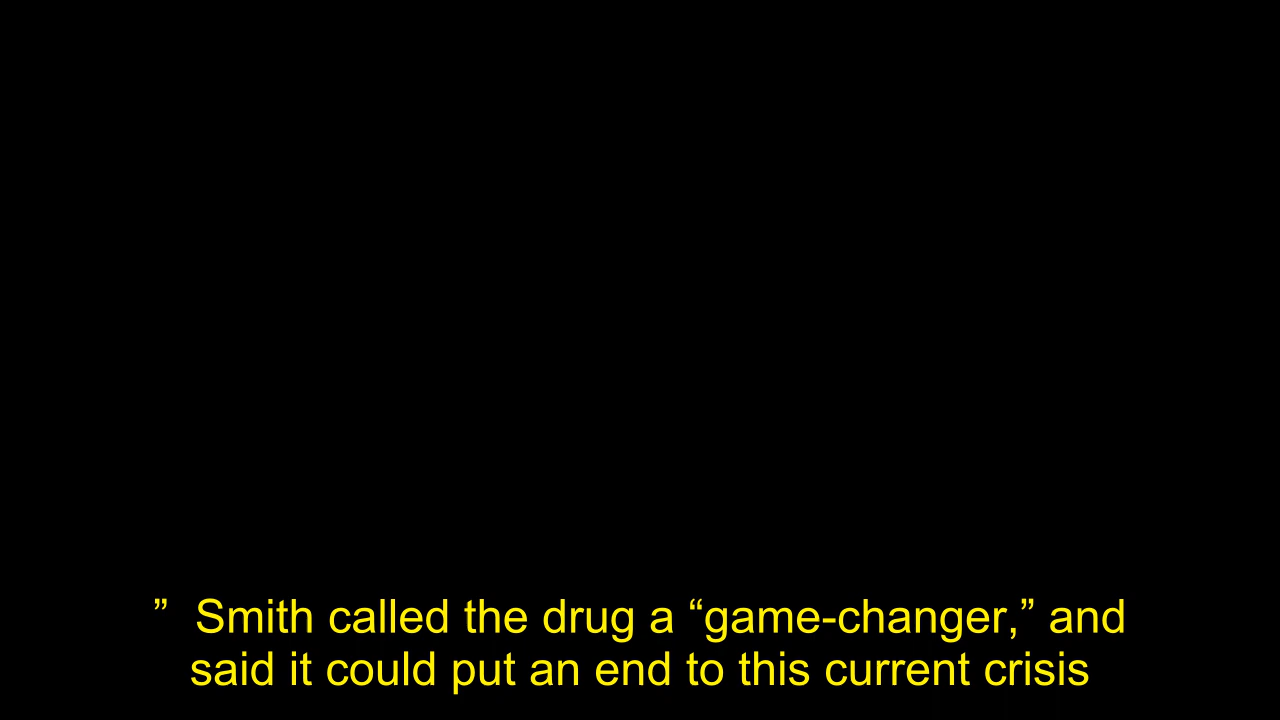 ”  Smith called the drug a “game-changer,” and
said it could put an end to this current crisis